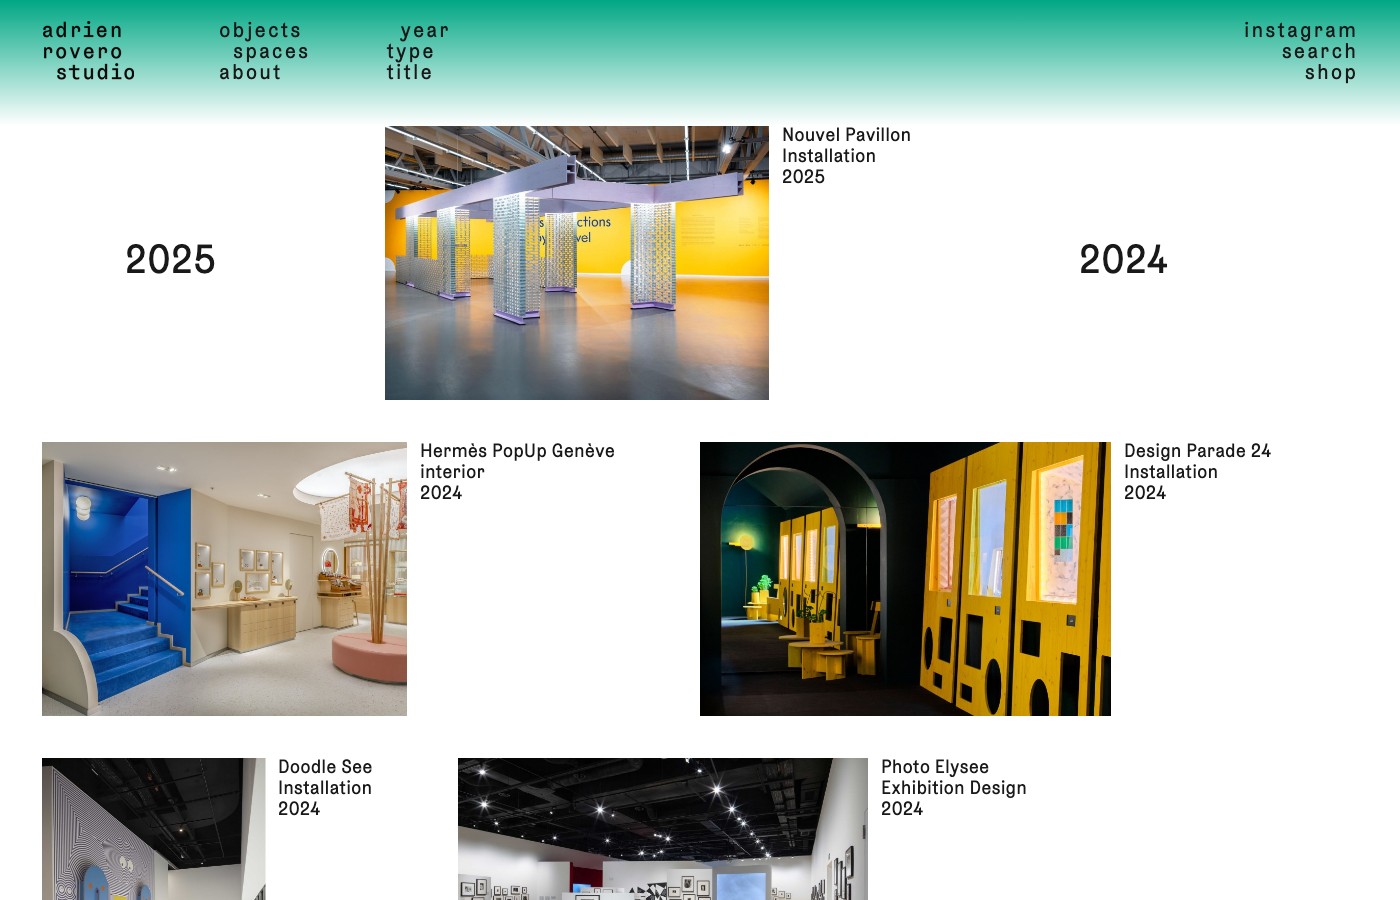 adrien
rovero
studio
objects
spaces
about
year
type
title
instagram
search
shop
2025
Nouvel Pavillon
Installation
2025
2024
Hermès PopUp Genève
interior
2024
Design Parade 24
Installation
2024
Doodle See
Installation
2024
Photo Elysee
Exhibition Design
2024